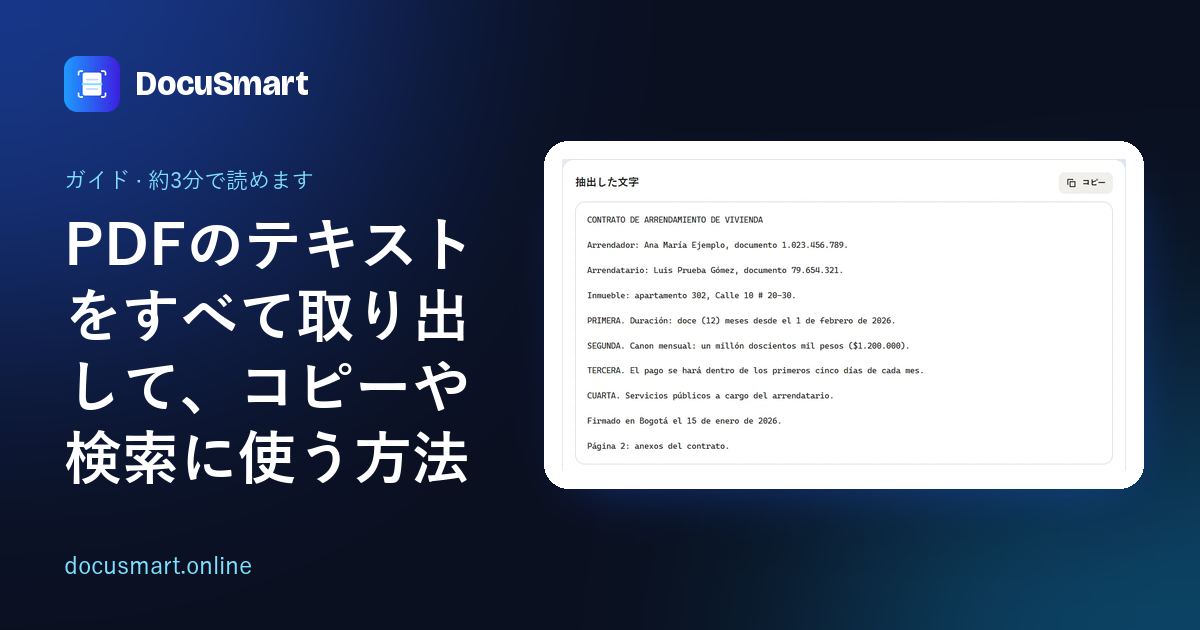 DocuSmart
ガイド · 約3分で読めます
PDFのテキスト
をすべて取り出
して、コピーや
検索に使う方法
docusmart.online
抽出した文字
コピー
CONTRATO DE ARRENDAMIENTO DE VIVIENDA
Arrendador: Ana María Ejemplo, documento 1.023.456.789.
Arrendatario: Luis Prueba Gómez, documento 79.654.321.
Inmueble: apartamento 302, Calle 10 # 20-30.
PRIMERA. Duración: doce (12) meses desde el 1 de febrero de 2026.
SEGUNDA. Canon mensual: un millón doscientos mil pesos ($1.200.000).
TERCERA. El pago se hará dentro de los primeros cinco días de cada mes.
CUARTA. Servicios públicos a cargo del arrendatario.
Firmado en Bogotá el 15 de enero de 2026.
Página 2: anexos del contrato.